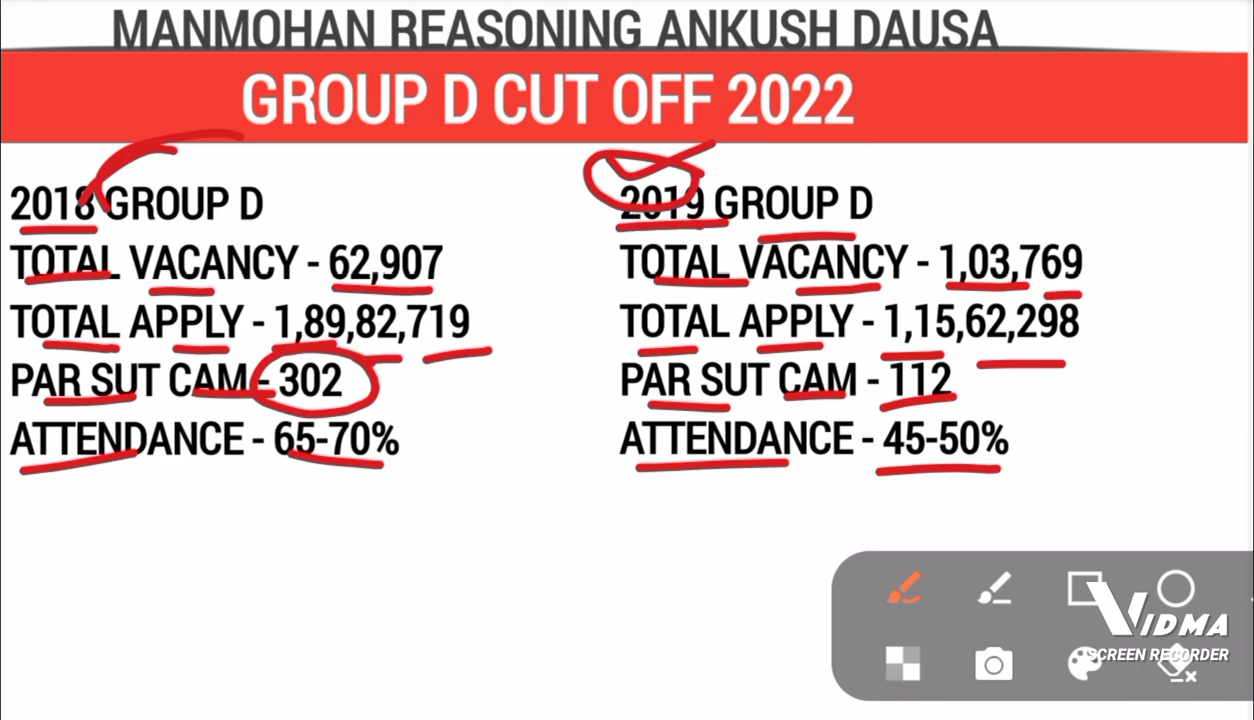 MANMOHAN REASONING ANKUSH DAUSA
GROUP D CUT OFF 2022
2018 GROUP D
TOTAL VACANCY - 62,907
TOTAL APPLY - 1,89,82,719
PAR SUT CAM - 302
ATTENDANCE - 65-70%
2019 GROUP D
TOTAL VACANCY - 1,03,769
TOTAL APPLY - 1,15,62,298
PAR SUT CAM - 112
ATTENDANCE - 45-50%
VIDMA
SCREEN RECORDER